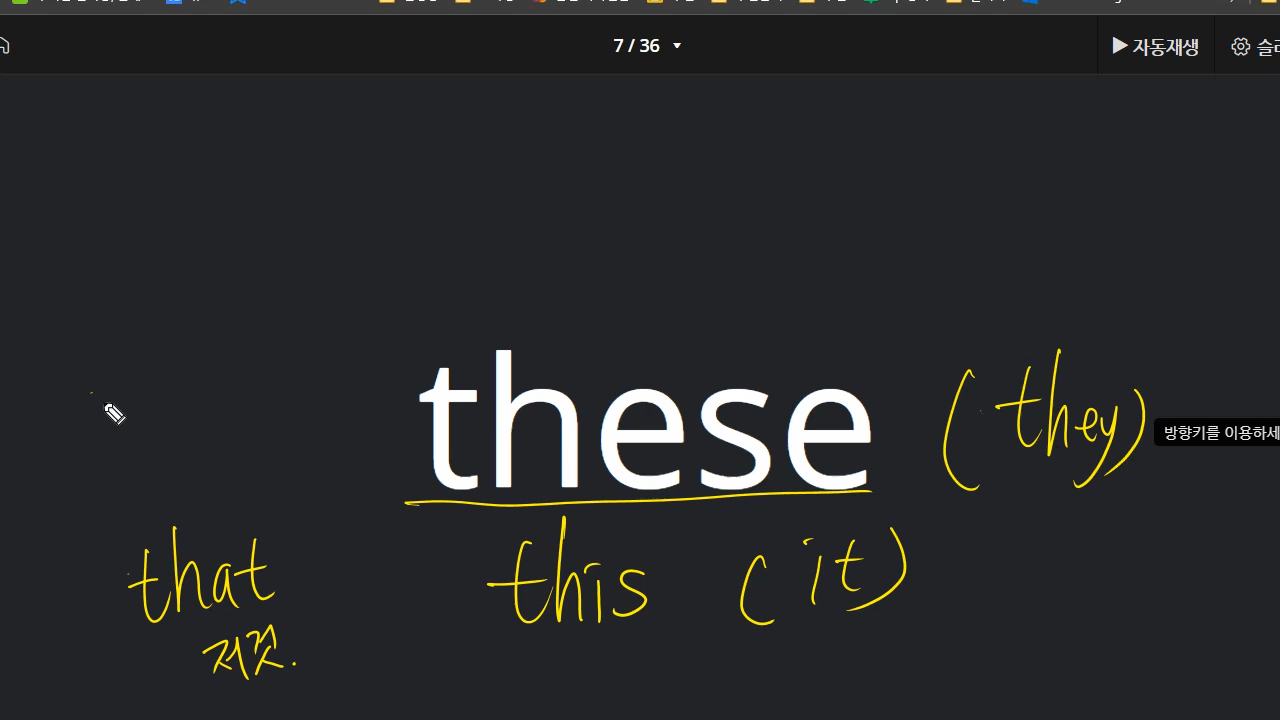 7 / 36
자동재생
these (they)
방향키를 이용하세
that this (it)
저것.